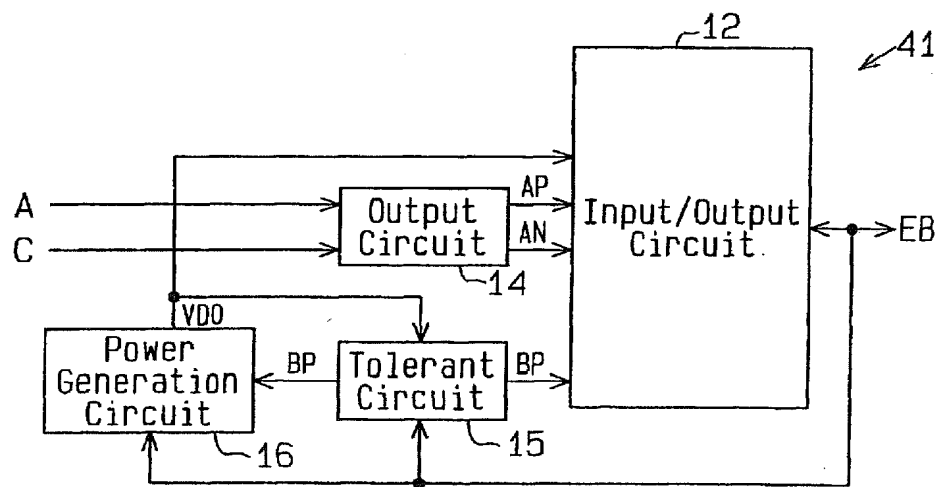 12
41
A
C
Output
Circuit
14
AP
AN
Input/Output
Circuit
EB
VDO
Power
Generation
Circuit
16
BP
Tolerant
Circuit
15
BP